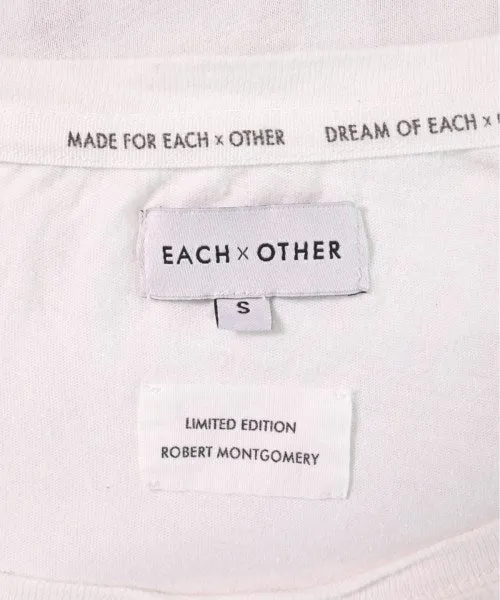 MADE FOR EACH x OTHER DREAM OF EACH x
EACH x OTHER
S
LIMITED EDITION
ROBERT MONTGOMERY